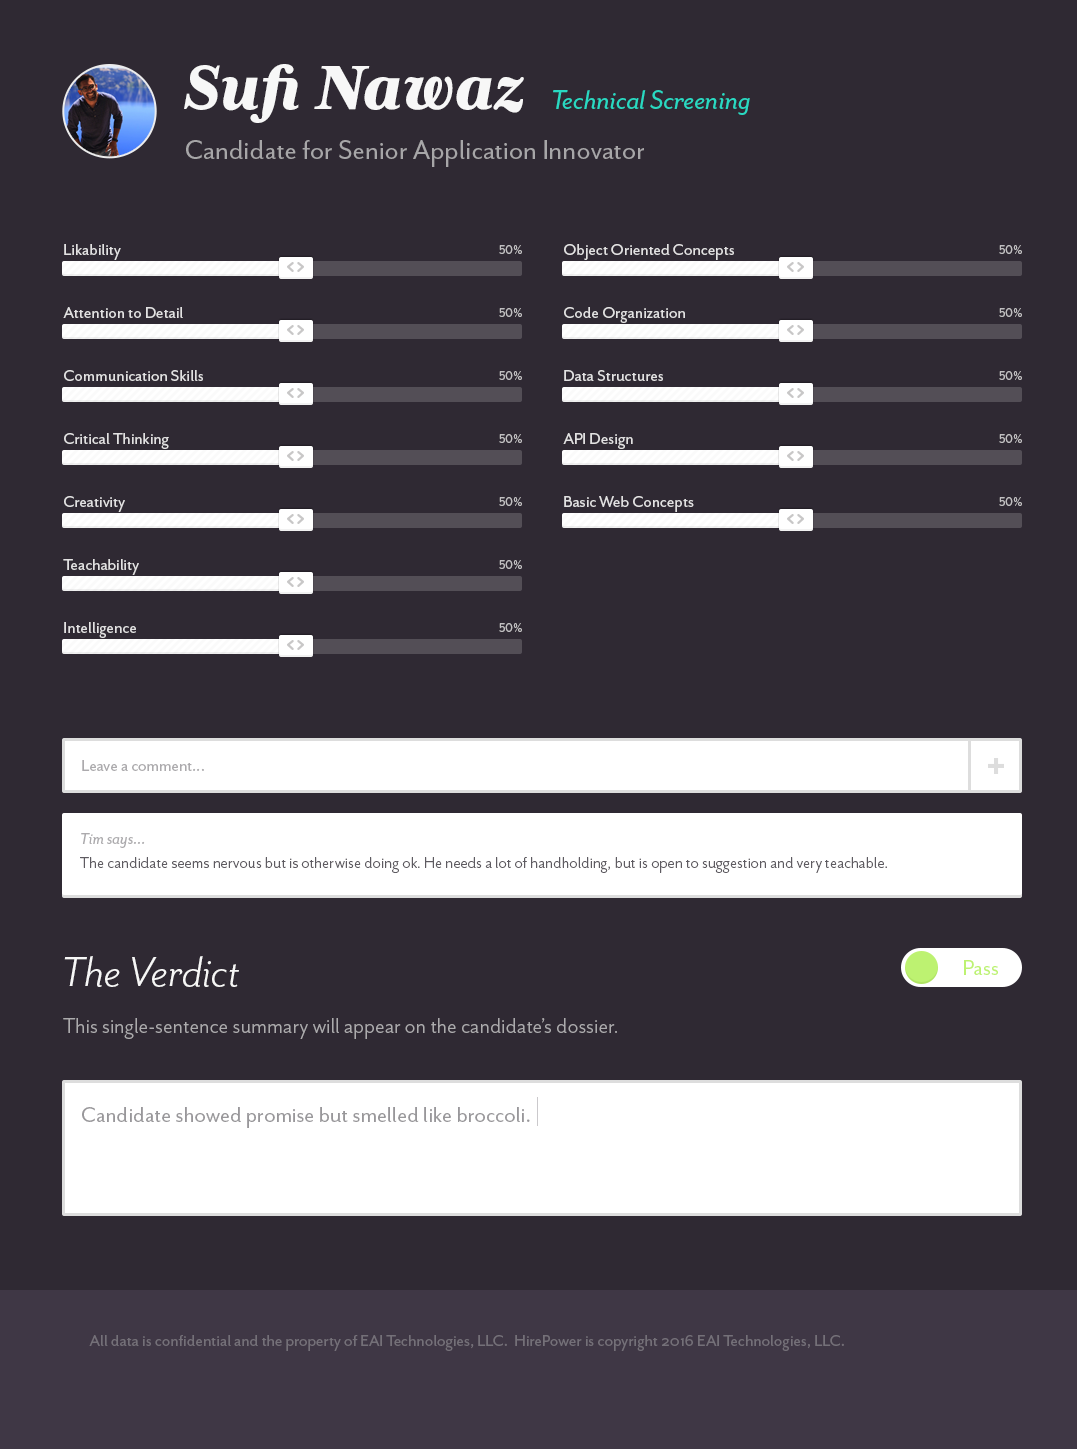 Sufi Nawaz Technical Screening
Candidate for Senior Application Innovator
Likability 50%
Attention to Detail 50%
Communication Skills 50%
Critical Thinking 50%
Creativity 50%
Teachability 50%
Intelligence 50%
Object Oriented Concepts 50%
Code Organization 50%
Data Structures 50%
API Design 50%
Basic Web Concepts 50%
Leave a comment...
Tim says...
The candidate seems nervous but is otherwise doing ok. He needs a lot of handholding, but is open to suggestion and very teachable.
The Verdict
Pass
This single-sentence summary will appear on the candidate’s dossier.
Candidate showed promise but smelled like broccoli.
All data is confidential and the property of EAI Technologies, LLC. HirePower is copyright 2016 EAI Technologies, LLC.